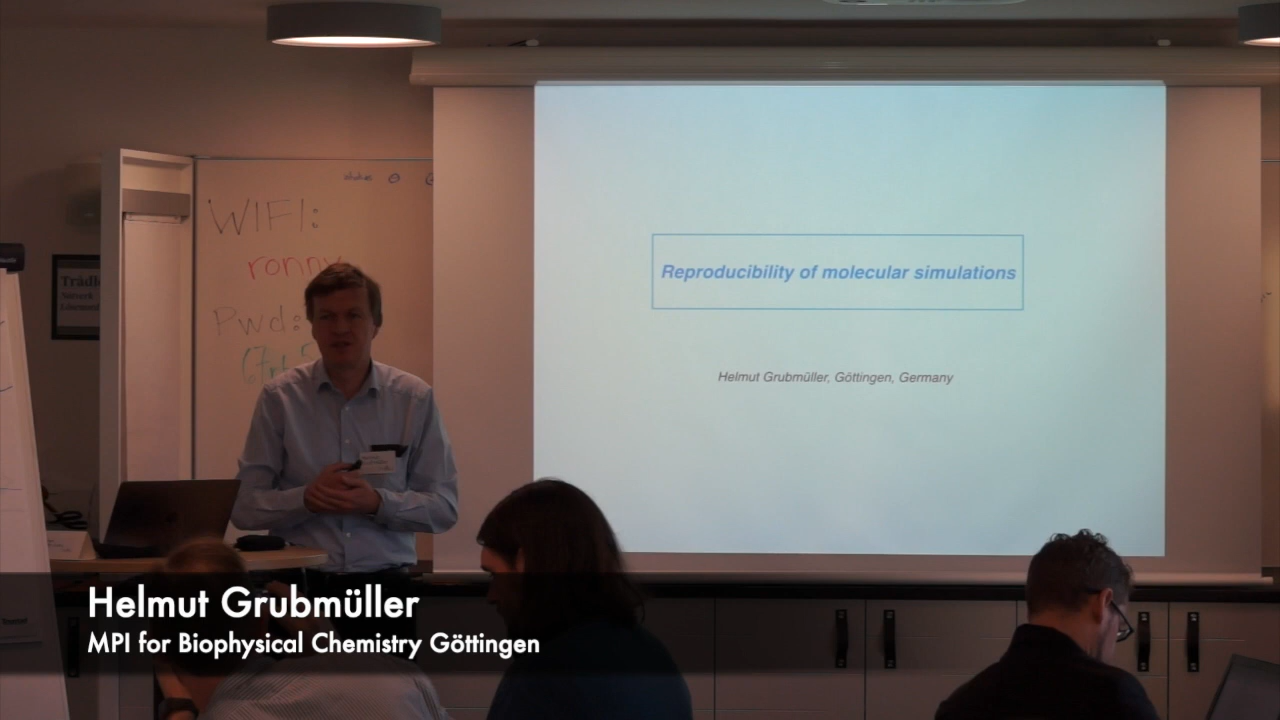 WIFI:
ronny
Pwd:
Reproducibility of molecular simulations
Helmut Grubmüller, Göttingen, Germany
Helmut Grubmüller
MPI for Biophysical Chemistry Göttingen